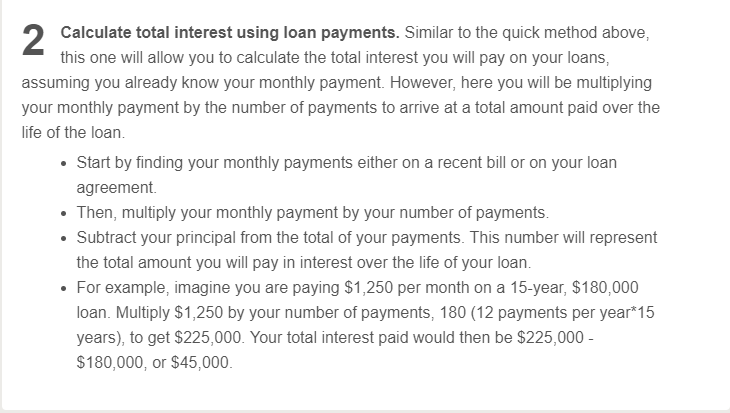 2 Calculate total interest using loan payments. Similar to the quick method above,
this one will allow you to calculate the total interest you will pay on your loans,
assuming you already know your monthly payment. However, here you will be multiplying
your monthly payment by the number of payments to arrive at a total amount paid over the
life of the loan.
• Start by finding your monthly payments either on a recent bill or on your loan
agreement.
• Then, multiply your monthly payment by your number of payments.
• Subtract your principal from the total of your payments. This number will represent
the total amount you will pay in interest over the life of your loan.
• For example, imagine you are paying $1,250 per month on a 15-year, $180,000
loan. Multiply $1,250 by your number of payments, 180 (12 payments per year*15
years), to get $225,000. Your total interest paid would then be $225,000 -
$180,000, or $45,000.